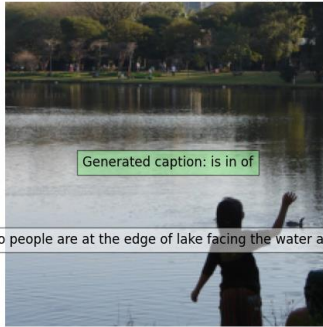 Generated caption: is in of
people are at the edge of lake facing the water